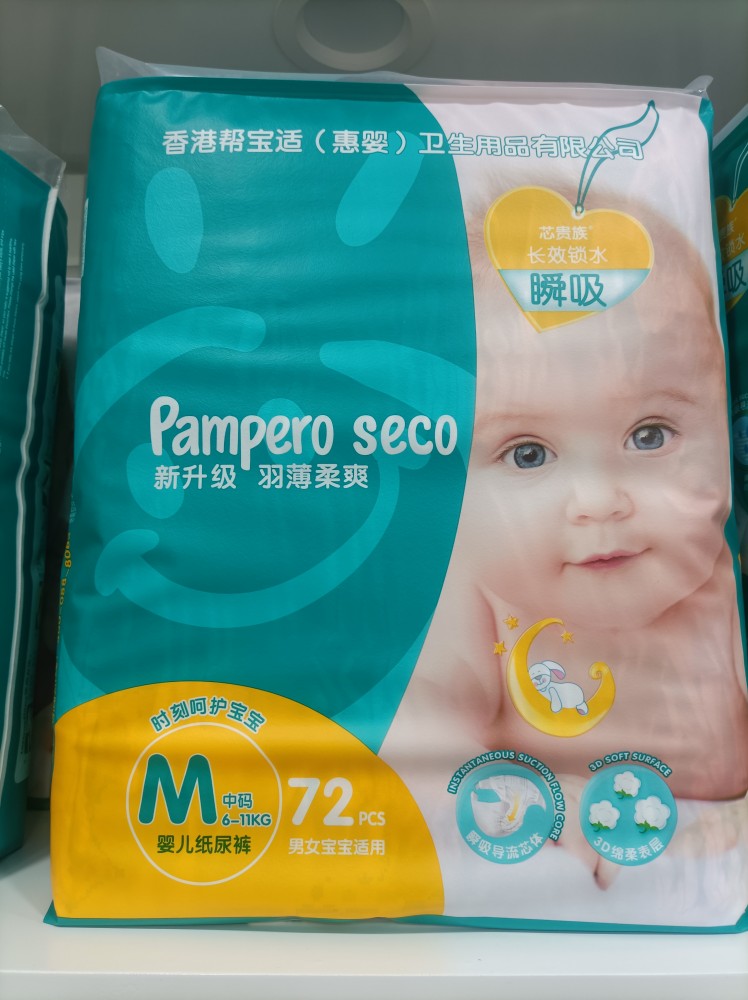 香港帮宝适（惠婴）卫生用品有限公司
芯贵族
长效锁水
瞬吸
Pampero seco
新升级 羽薄柔爽
时刻呵护宝宝
M 中码
6-11KG
婴儿纸尿裤
72 PCS
男女宝宝适用
INSTANTANEOUS SUCTION FLOW CORE
瞬吸导流芯体
3D SOFT SURFACE
3D绵柔表层
瞬吸